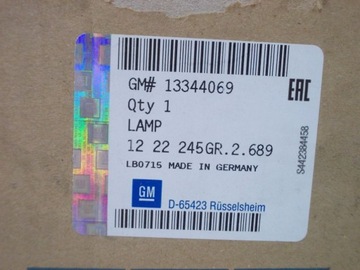 GM# 13344069
Qty 1
LAMP
12 22 245GR.2.689
LB0715 MADE IN GERMANY
GM
D-65423 Rüsselsheim
EAC
S442384458